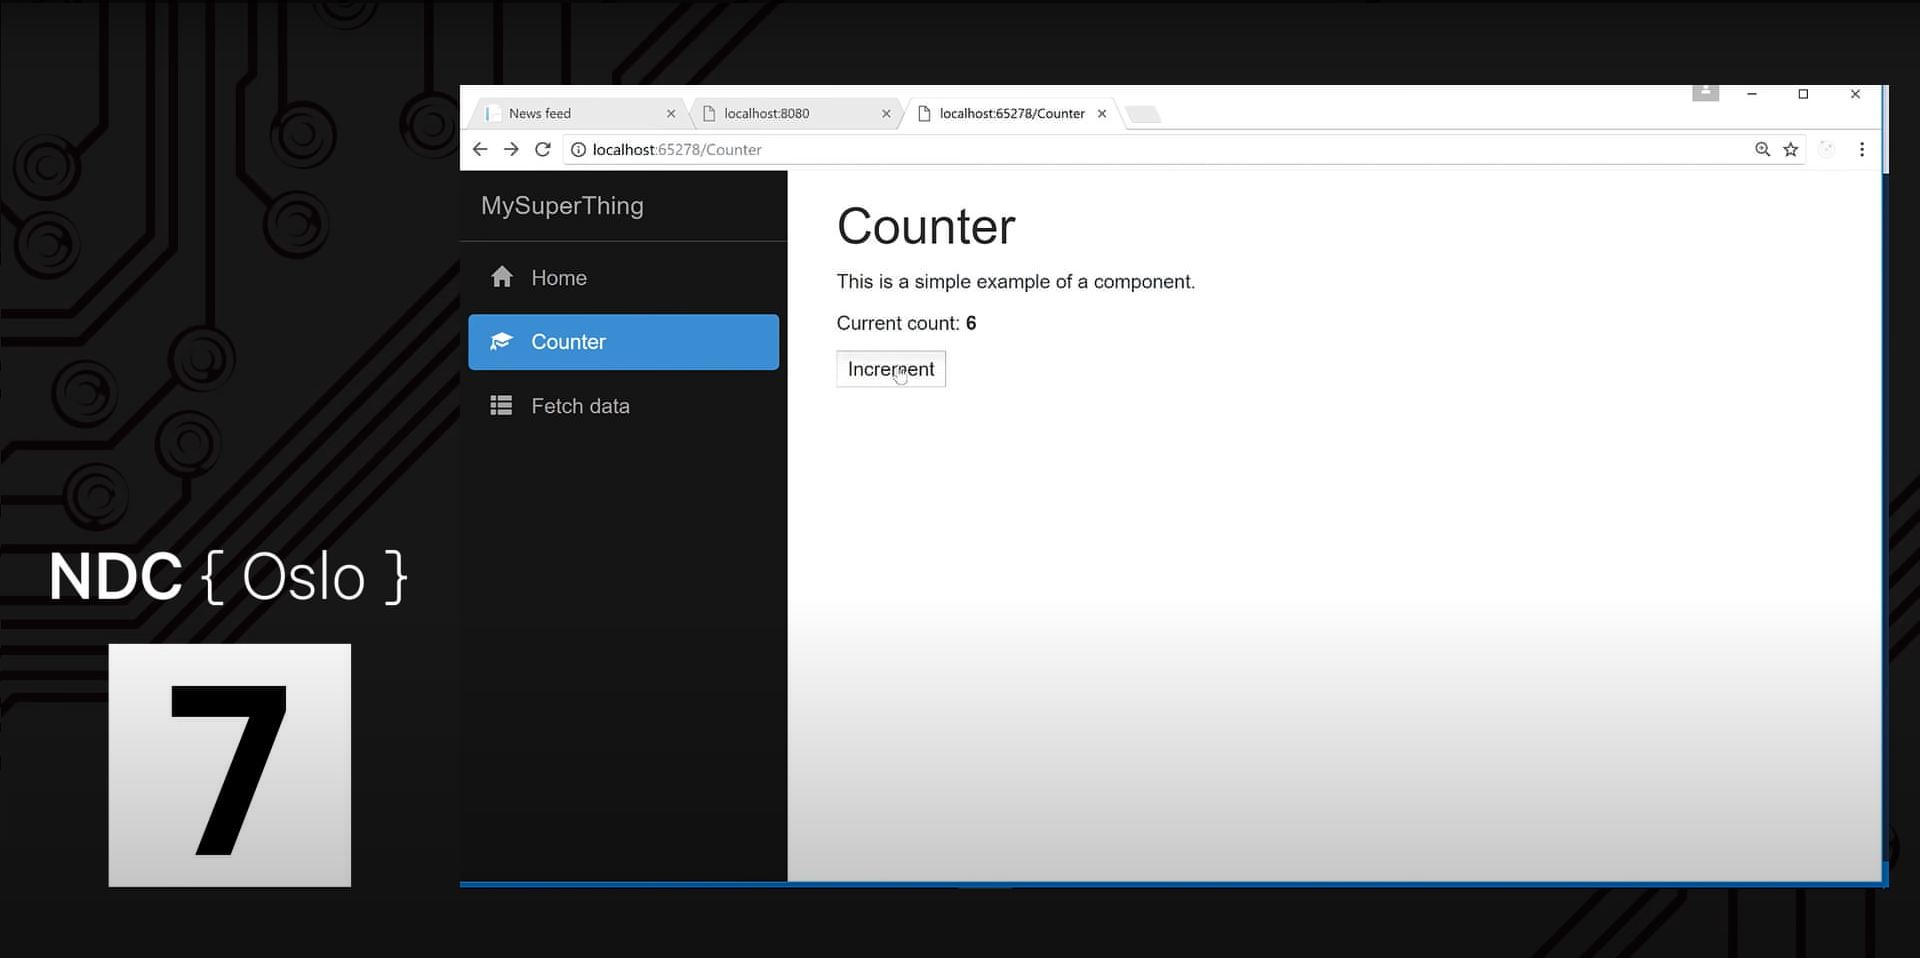 News feed
localhost:8080
localhost:65278/Counter
localhost:65278/Counter
MySuperThing
Home
Counter
Fetch data
Counter
This is a simple example of a component.
Current count: 6
Increment
NDC { Oslo }
7